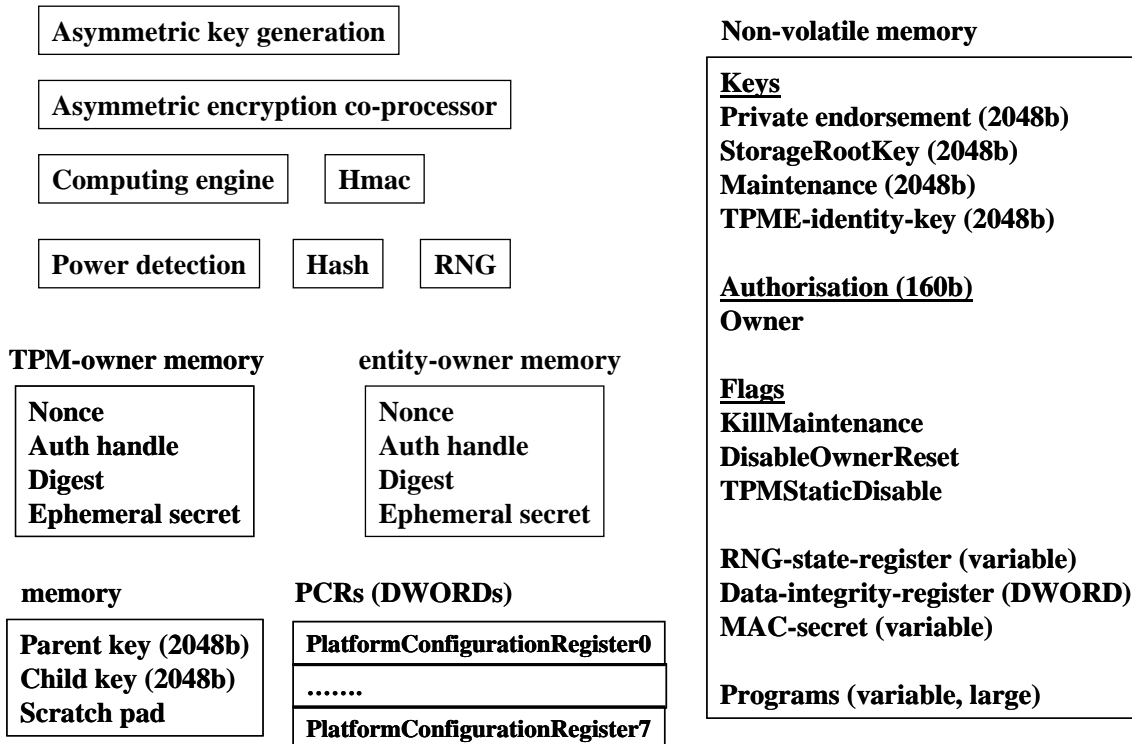 Asymmetric key generation
Asymmetric encryption co-processor
Computing engine
Hmac
Power detection
Hash
RNG
TPM-owner memory
Nonce
Auth handle
Digest
Ephemeral secret
entity-owner memory
Nonce
Auth handle
Digest
Ephemeral secret
memory
Parent key (2048b)
Child key (2048b)
Scratch pad
PCRs (DWORDs)
PlatformConfigurationRegister0
.......
PlatformConfigurationRegister7
Non-volatile memory
Keys
Private endorsement (2048b)
StorageRootKey (2048b)
Maintenance (2048b)
TPME-identity-key (2048b)
Authorisation (160b)
Owner
Flags
KillMaintenance
DisableOwnerReset
TPMStaticDisable
RNG-state-register (variable)
Data-integrity-register (DWORD)
MAC-secret (variable)
Programs (variable, large)